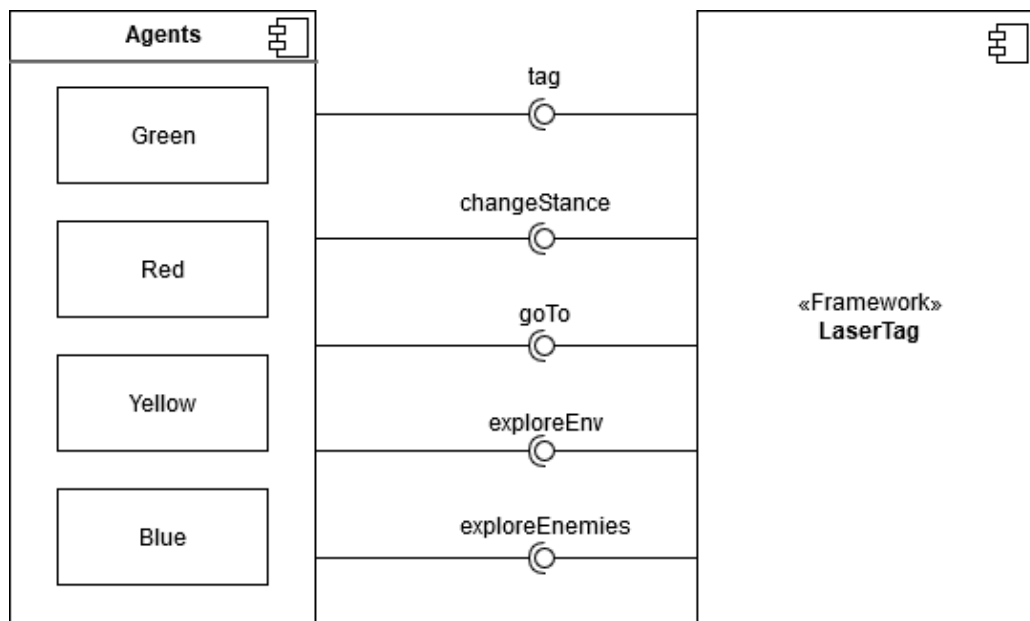 Agents
Green
Red
Yellow
Blue
tag
changeStance
goTo
exploreEnv
exploreEnemies
«Framework»
LaserTag